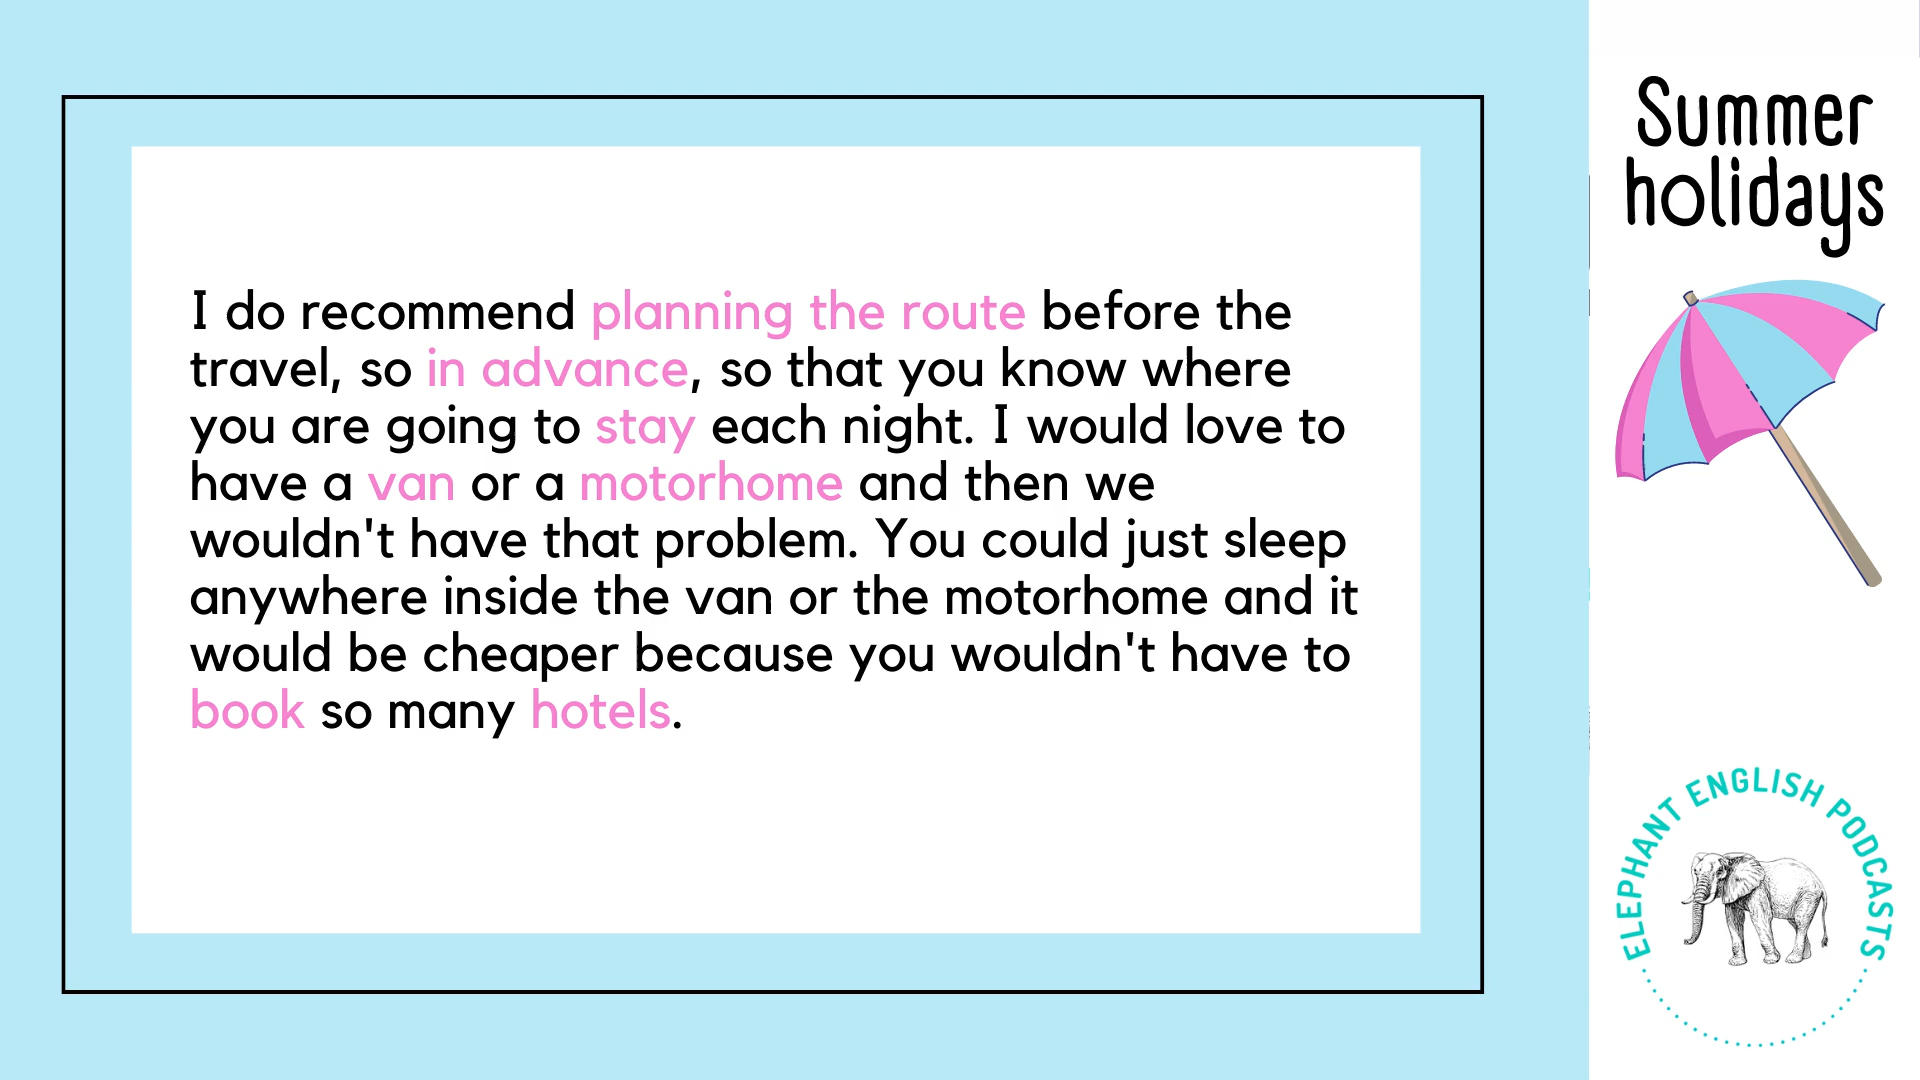 I do recommend planning the route before the
travel, so in advance, so that you know where
you are going to stay each night. I would love to
have a van or a motorhome and then we
wouldn't have that problem. You could just sleep
anywhere inside the van or the motorhome and it
would be cheaper because you wouldn't have to
book so many hotels.
Summer
holidays
ELEPHANT ENGLISH PODCASTS